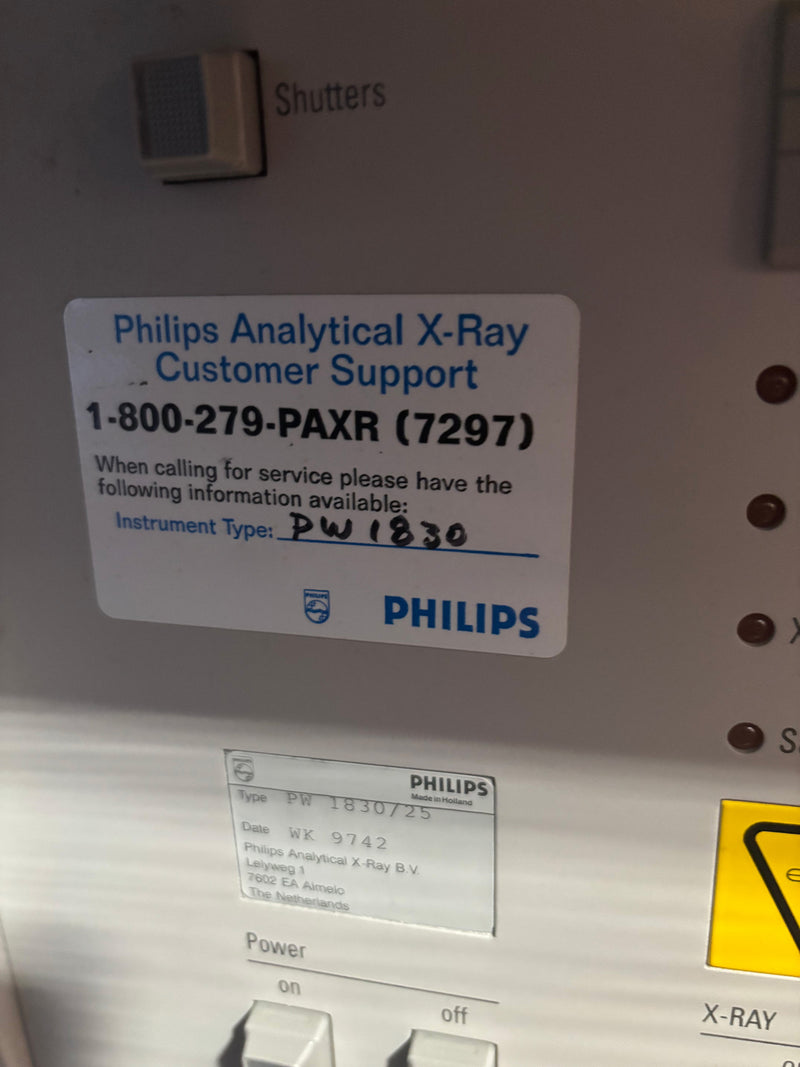 Shutters
Philips Analytical X-Ray
Customer Support
1-800-279-PAXR (7297)
When calling for service please have the
following information available:
Instrument Type: PW 1830
PHILIPS
PHILIPS
PHILIPS
Made in Holland
Type PW 1830/25
Date WK 9742
Philips Analytical X-Ray B.V.
Lelyweg 1
7602 EA Almelo
The Netherlands
Power
on
off
X-RAY